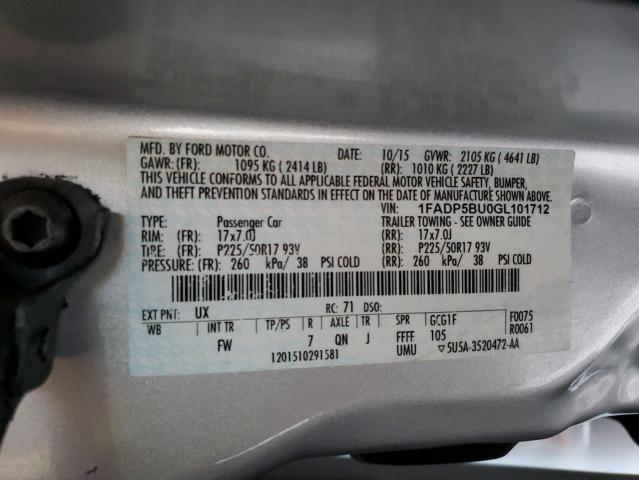 MFD. BY FORD MOTOR CO. DATE: 10/15 GVWR: 2105 KG ( 4641 LB)
GAWR: (FR): 1095 KG ( 2414 LB) (RR): 1010 KG ( 2227 LB)
THIS VEHICLE CONFORMS TO ALL APPLICABLE FEDERAL MOTOR VEHICLE SAFETY, BUMPER,
AND THEFT PREVENTION STANDARDS IN EFFECT ON THE DATE OF MANUFACTURE SHOWN ABOVE.
VIN: 1FADP5BU0GL101712
TYPE: Passenger Car TRAILER TOWING - SEE OWNER GUIDE
RIM: (FR): 17x7.0J (RR): 17x7.0J
TIRE: (FR): P225/50R17 93V (RR): P225/50R17 93V
PRESSURE: (FR): 260 kPa/ 38 PSI COLD (RR): 260 kPa/ 38 PSI COLD
EXT PNT: UX RC: 71 DSO:
WB INT TR TP/PS R AXLE TR SPR GCG1F F0075
FW 7 QN J FFFF 105 R0061
1201510291581 UMU ▽5U5A-3520472-AA